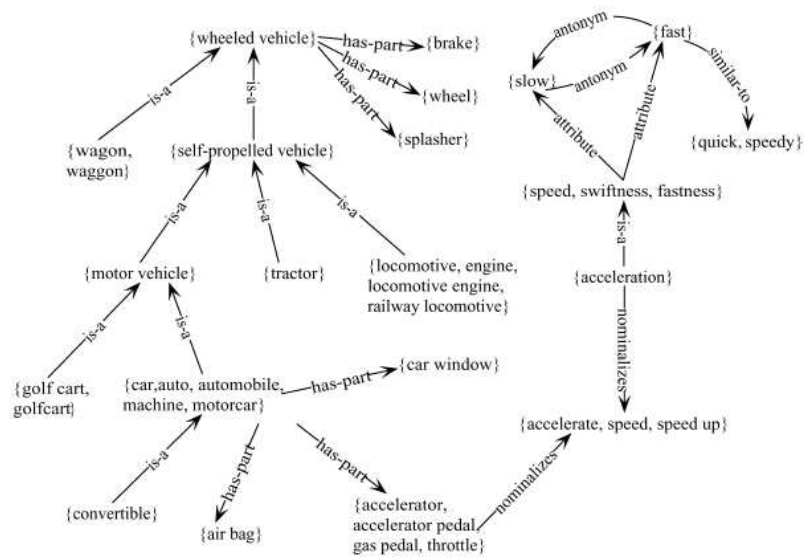 {wheeled vehicle}
has-part
{brake}
has-part
{wheel}
has-part
{splasher}
is-a
is-a
{wagon,
waggon}
{self-propelled vehicle}
is-a
is-a
is-a
{motor vehicle}
{tractor}
{locomotive, engine,
locomotive engine,
railway locomotive}
is-a
is-a
{golf cart,
golfcart}
{car,auto, automobile,
machine, motorcar}
has-part
{car window}
is-a
has-part
has-part
{convertible}
{air bag}
{accelerator,
accelerator pedal,
gas pedal, throttle}
nominalizes
antonym
{fast}
{slow}
antonym
similar-to
attribute
attribute
{quick, speedy}
{speed, swiftness, fastness}
is-a
{acceleration}
nominalizes
{accelerate, speed, speed up}